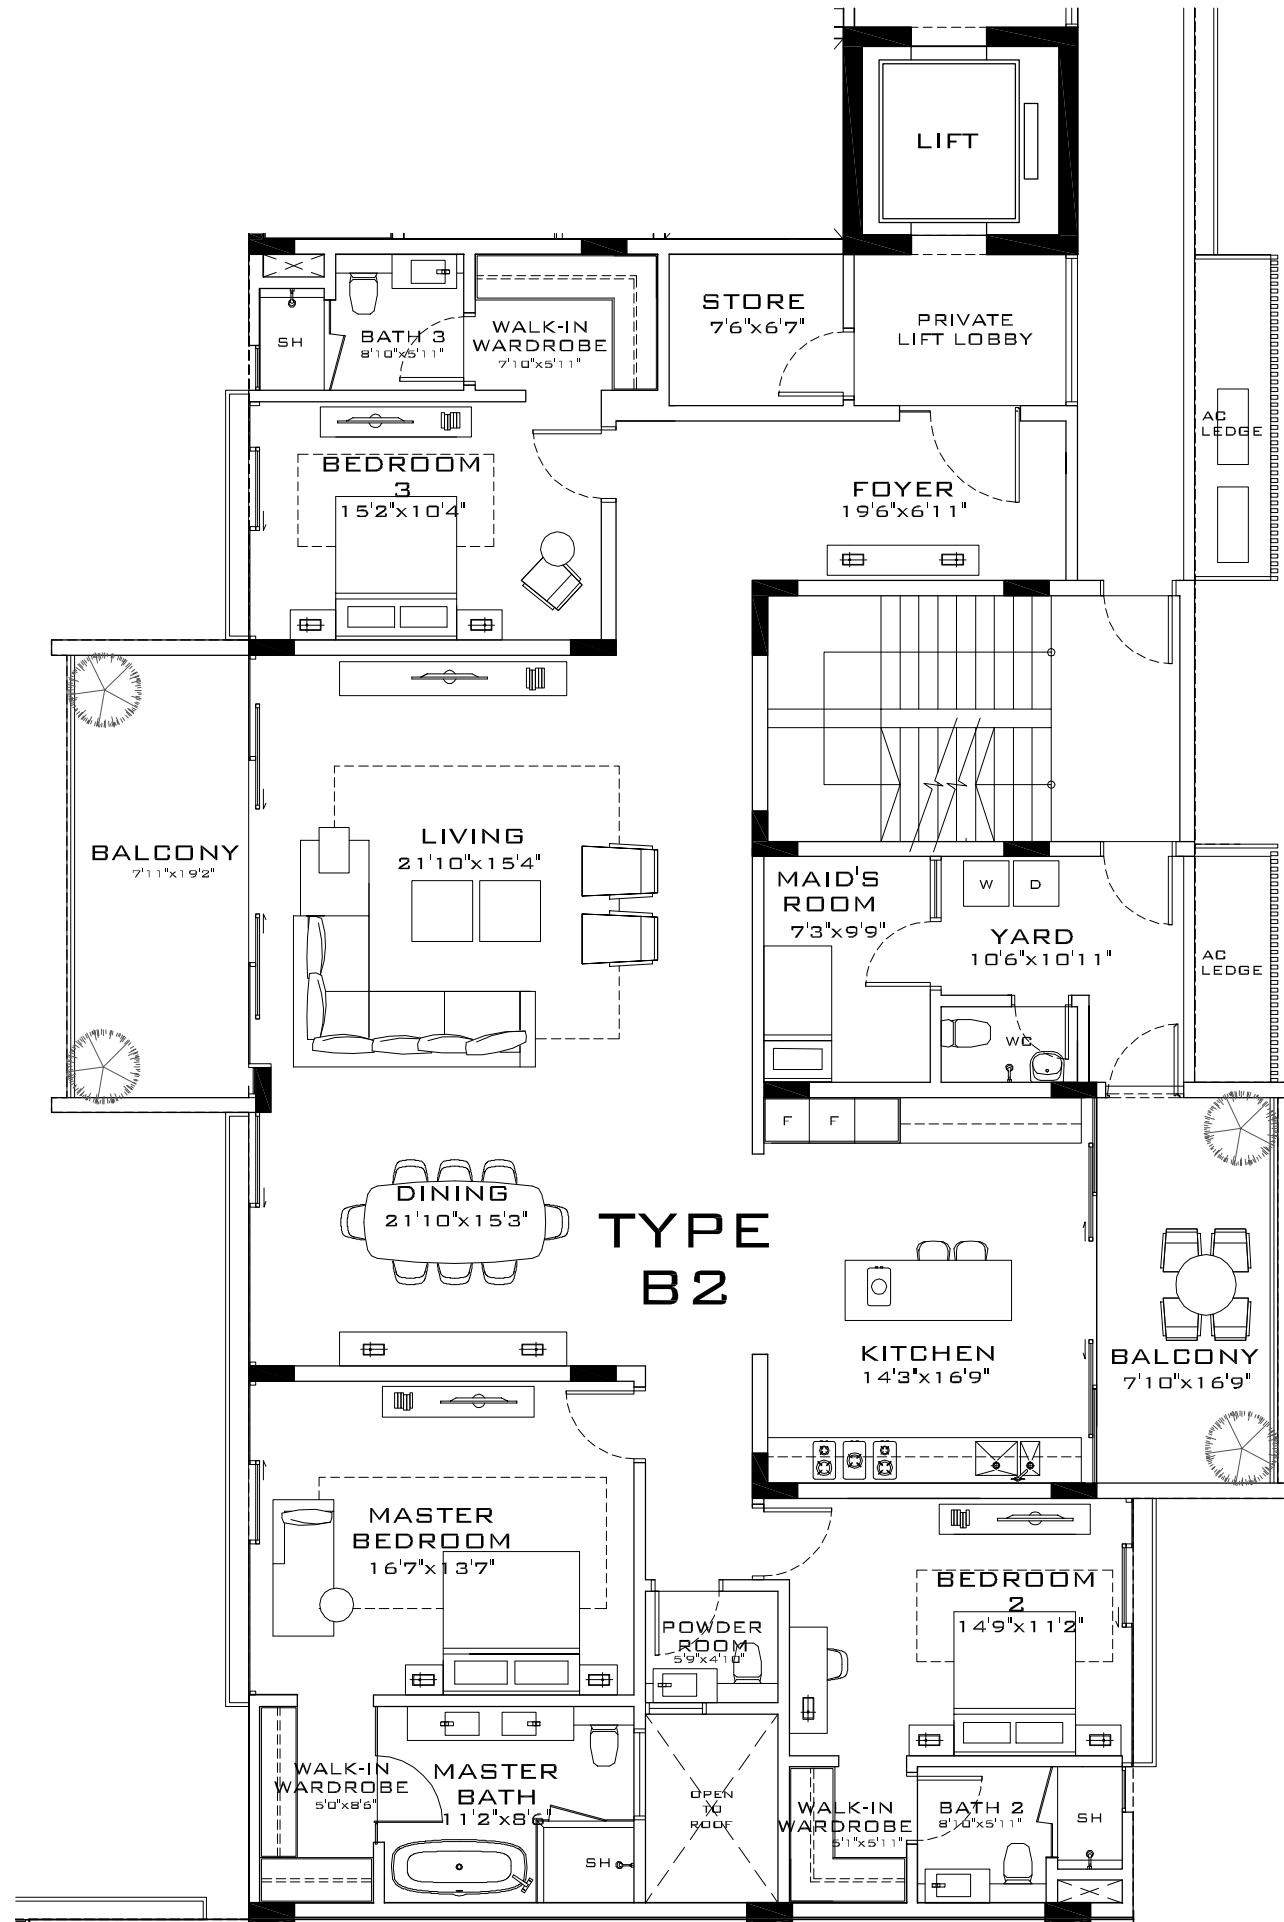 LIFT
STORE
7'6"x6'7"
PRIVATE
LIFT LOBBY
SH
BATH 3
8'10"x5'11"
WALK-IN
WARDROBE
7'10"x5'11"
AC
LEDGE
BEDROOM
3
15'2"x10'4"
FOYER
19'6"x6'11"
LIVING
21'10"x15'4"
BALCONY
7'11"x19'2"
MAID'S
ROOM
7'3"x9'9"
W
D
YARD
10'6"x10'11"
AC
LEDGE
WC
F
F
DINING
21'10"x15'3"
TYPE
B2
KITCHEN
14'3"x16'9"
BALCONY
7'10"x16'9"
MASTER
BEDROOM
16'7"x13'7"
BEDROOM
2
14'9"x11'2"
POWDER
ROOM
5'9"x4'10"
WALK-IN
WARDROBE
5'0"x8'6"
MASTER
BATH
11'2"x8'6"
SH
OPEN
TO
ROOF
WALK-IN
WARDROBE
5'1"x5'11"
BATH 2
8'10"x5'11"
SH